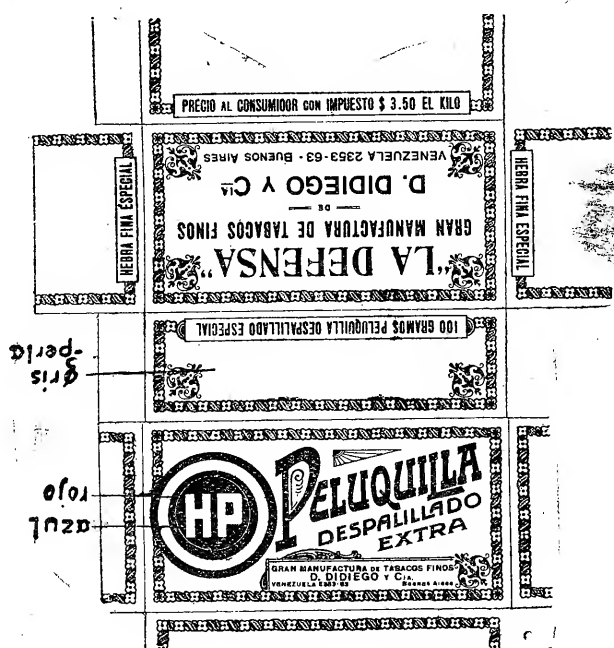 PRECIO AL CONSUMIDOR CON IMPUESTO $ 3.50 EL KILO
HEBRA FINA ESPECIAL
"LA DEFENSA"
GRAN MANUFACTURA DE TABACOS FINOS
DE
D. DIDIEGO Y CIA
VENEZUELA 2353-63 - BUENOS AIRES
HEBRA FINA ESPECIAL
100 GRAMOS PELUQUILLA DESPALILLADO ESPECIAL
gris
-perla
HP
rojo
azul
PELUQUILLA
DESPALILLADO
EXTRA
GRAN MANUFACTURA DE TABACOS FINOS
D. DIDIEGO Y CIA.
VENEZUELA 2353-63 Buenos Aires